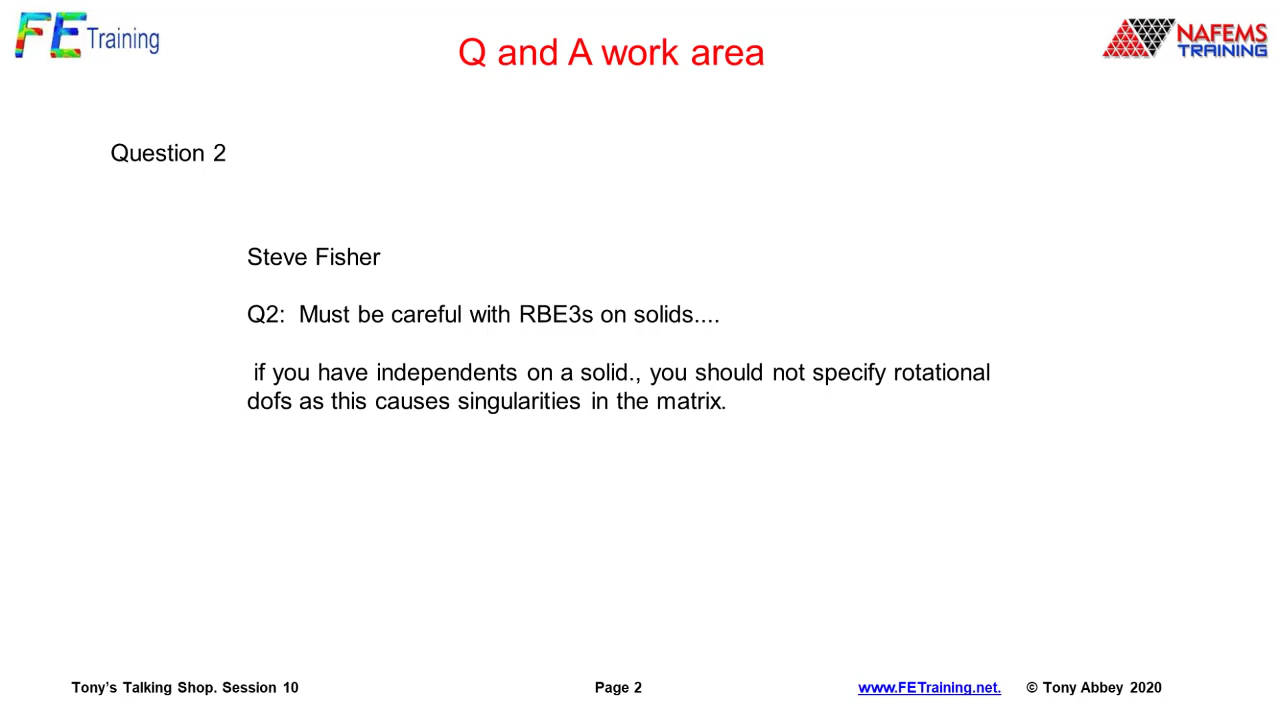 FE Training
Q and A work area
NAFEMS
TRAINING
Question 2
Steve Fisher
Q2: Must be careful with RBE3s on solids....
if you have independents on a solid., you should not specify rotational
dofs as this causes singularities in the matrix.
Tony’s Talking Shop. Session 10
Page 2
www.FETraining.net.
© Tony Abbey 2020